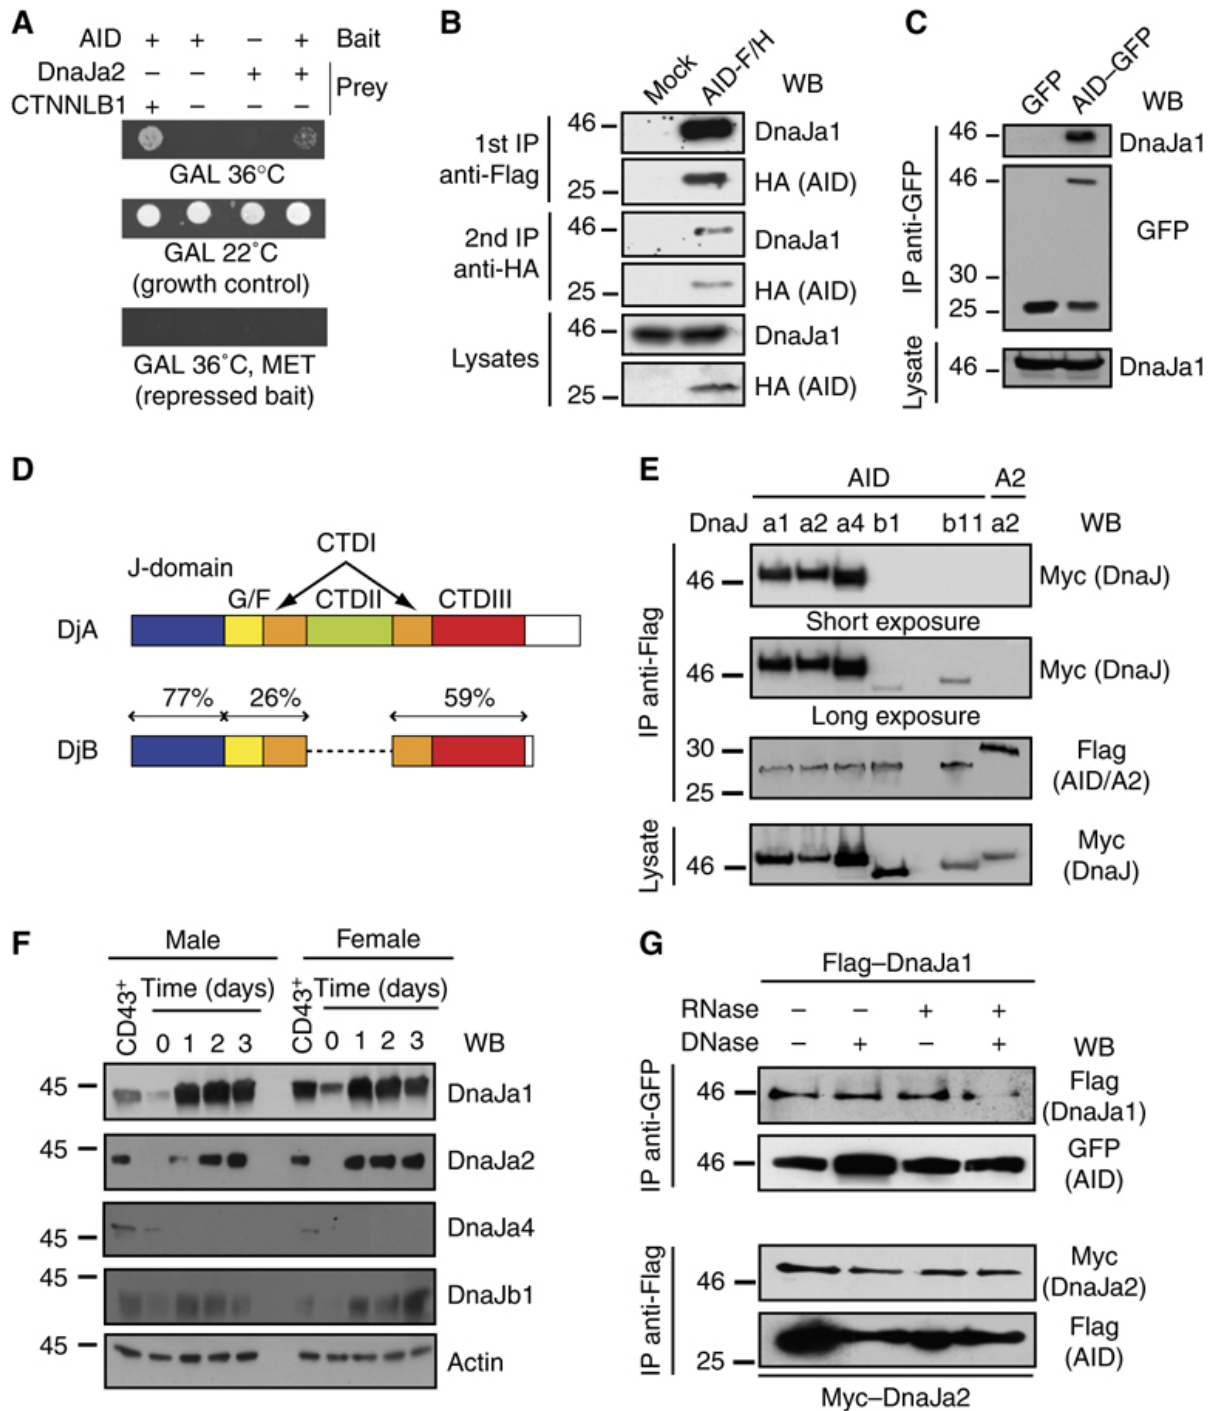 A
AID + + – + Bait
DnaJa2 – – + + Prey
CTNNLB1 + – – –
GAL 36°C
GAL 22˚C
(growth control)
GAL 36˚C, MET
(repressed bait)
B
Mock AID-F/H WB
1st IP
anti-Flag
46 DnaJa1
25 HA (AID)
2nd IP
anti-HA
46 DnaJa1
25 HA (AID)
Lysates
46 DnaJa1
25 HA (AID)
C
GFP AID–GFP WB
IP anti-GFP
46 DnaJa1
46
GFP
30
25
Lysate
46 DnaJa1
D
CTDI
J-domain
G/F CTDII CTDIII
DjA
77% 26% 59%
DjB
E
AID A2
DnaJ a1 a2 a4 b1 b11 a2 WB
IP anti-Flag
46 Myc (DnaJ)
Short exposure
46 Myc (DnaJ)
Long exposure
30 Flag
(AID/A2)
25
Lysate
46 Myc
(DnaJ)
F
Male Female
CD43+ Time (days) CD43+ Time (days)
0 1 2 3 0 1 2 3 WB
45 DnaJa1
45 DnaJa2
45 DnaJa4
45 DnaJb1
45 Actin
G
Flag–DnaJa1
RNase – – + +
DNase – + – + WB
IP anti-GFP
46 Flag
(DnaJa1)
46 GFP
(AID)
IP anti-Flag
46 Myc
(DnaJa2)
25 Flag
(AID)
Myc–DnaJa2